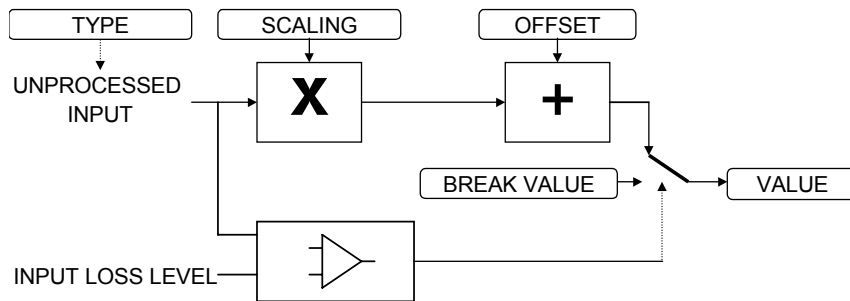 TYPE
SCALING
OFFSET
UNPROCESSED
INPUT
X
+
BREAK VALUE
VALUE
INPUT LOSS LEVEL